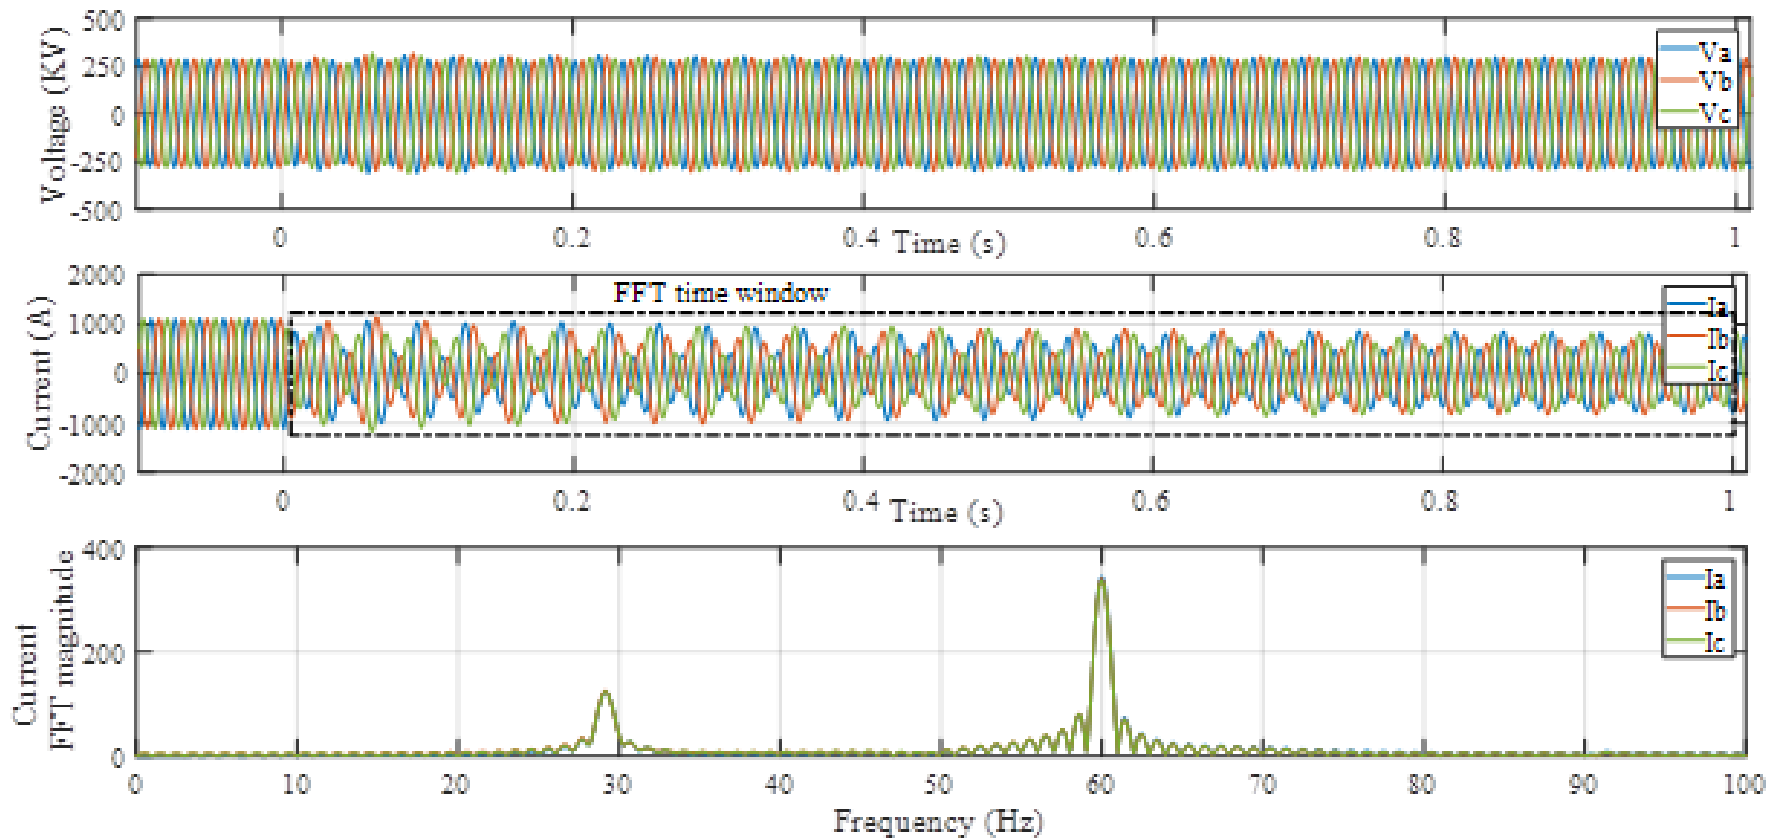 500
250
0
-250
-500
Voltage (KV)
Va
Vb
Vc
0 0.2 0.4 0.6 0.8 1
Time (s)
2000
1000
0
-1000
-2000
Current (A)
FFT time window
Ia
Ib
Ic
0 0.2 0.4 0.6 0.8 1
Time (s)
400
200
0
Current
FFT magnitude
Ia
Ib
Ic
0 10 20 30 40 50 60 70 80 90 100
Frequency (Hz)